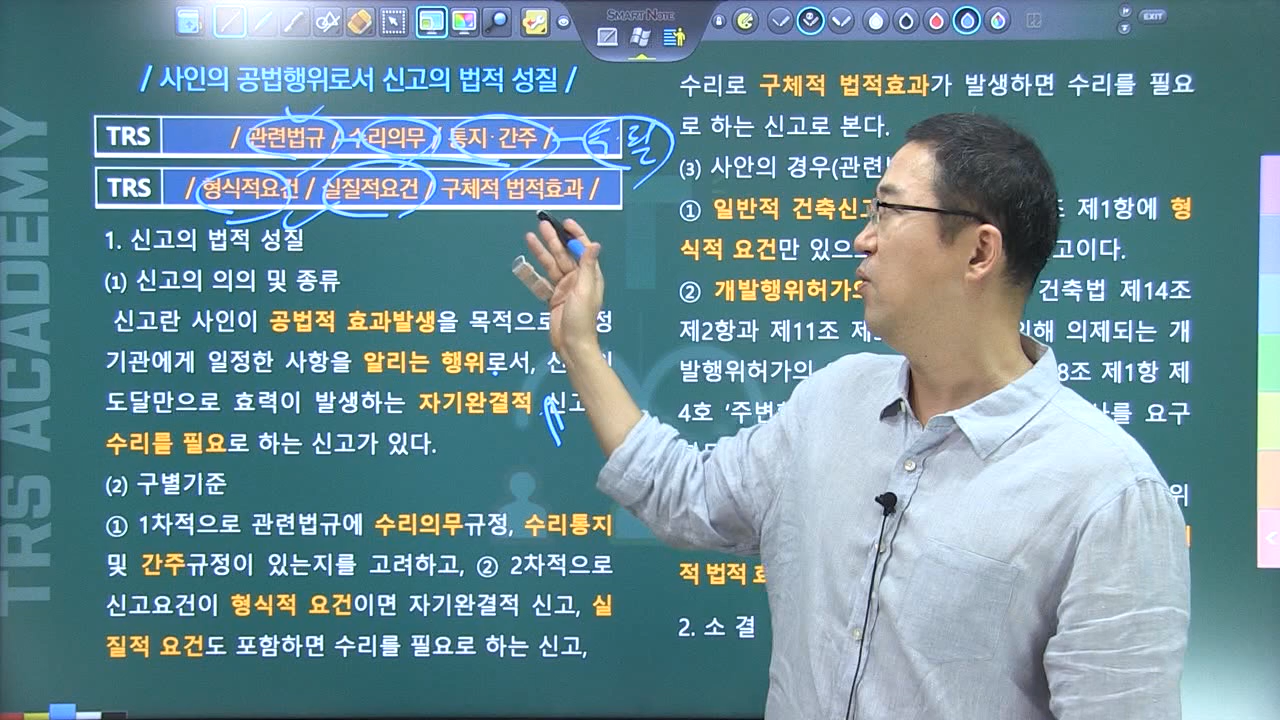 SMART NOTE
EXIT
TRS ACADEMY
/ 사인의 공법행위로서 신고의 법적 성질 /
TRS / 관련법규 / 수리의무 / 통지·간주 / 수·필
TRS / 형식적요건 / 실질적요건 / 구체적 법적효과 /
1. 신고의 법적 성질
(1) 신고의 의의 및 종류
신고란 사인이 공법적 효과발생을 목적으로 정
기관에게 일정한 사항을 알리는 행위로서, 신
도달만으로 효력이 발생하는 자기완결적 신고
수리를 필요로 하는 신고가 있다.
(2) 구별기준
① 1차적으로 관련법규에 수리의무규정, 수리통지
및 간주규정이 있는지를 고려하고, ② 2차적으로
신고요건이 형식적 요건이면 자기완결적 신고, 실
질적 요건도 포함하면 수리를 필요로 하는 신고,
수리로 구체적 법적효과가 발생하면 수리를 필요
로 하는 신고로 본다.
(3) 사안의 경우(관련
① 일반적 건축신고 제1항에 형
식적 요건만 있으 고이다.
② 개발행위허가 건축법 제14조
제2항과 제11조 제 의해 의제되는 개
발행위허가의 8조 제1항 제
4호 '주변 를 요구
위
적 법적 효
2. 소 결